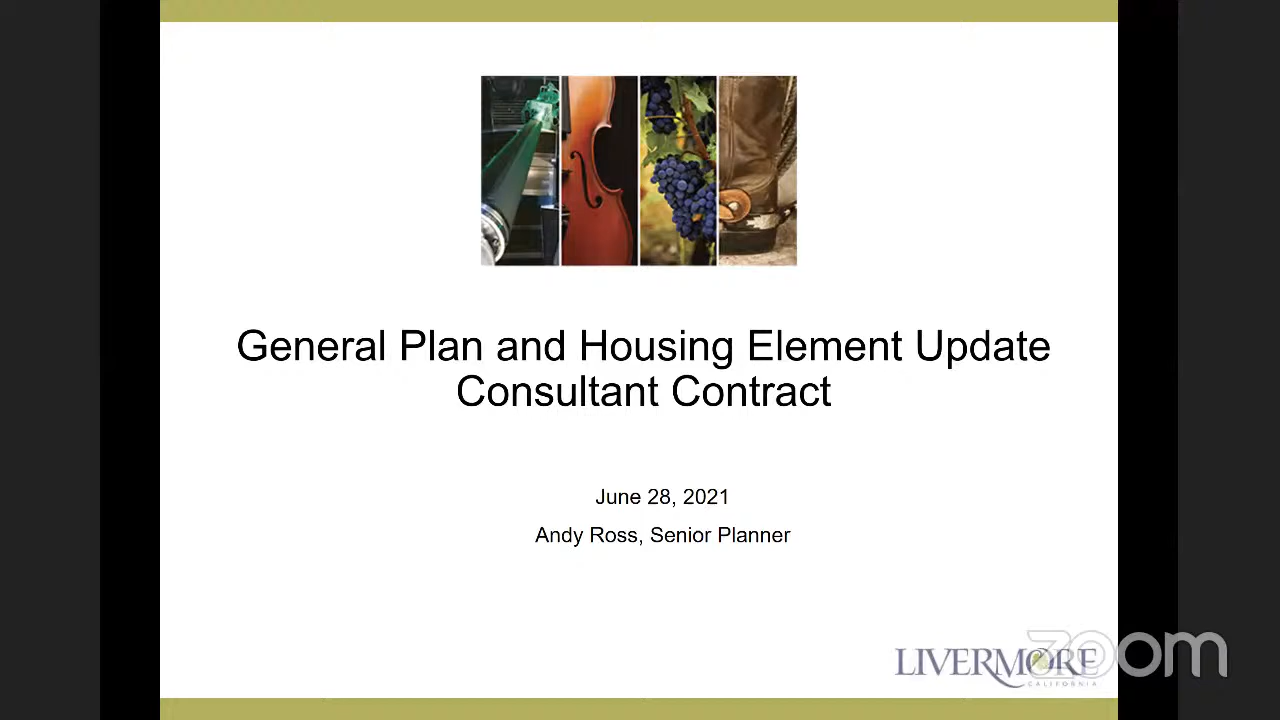 General Plan and Housing Element Update
Consultant Contract
June 28, 2021
Andy Ross, Senior Planner
LIVERMORE
CALIFORNIA
zoom